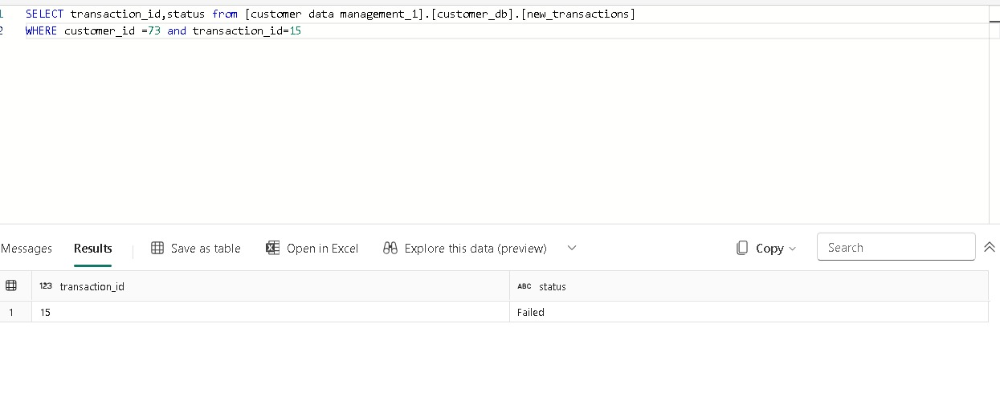 1 SELECT transaction_id,status from [customer data management_1].[customer_db].[new_transactions]
2 WHERE customer_id =73 and transaction_id=15
Messages Results Save as table Open in Excel Explore this data (preview) Copy Search
123 transaction_id ABC status
1 15 Failed